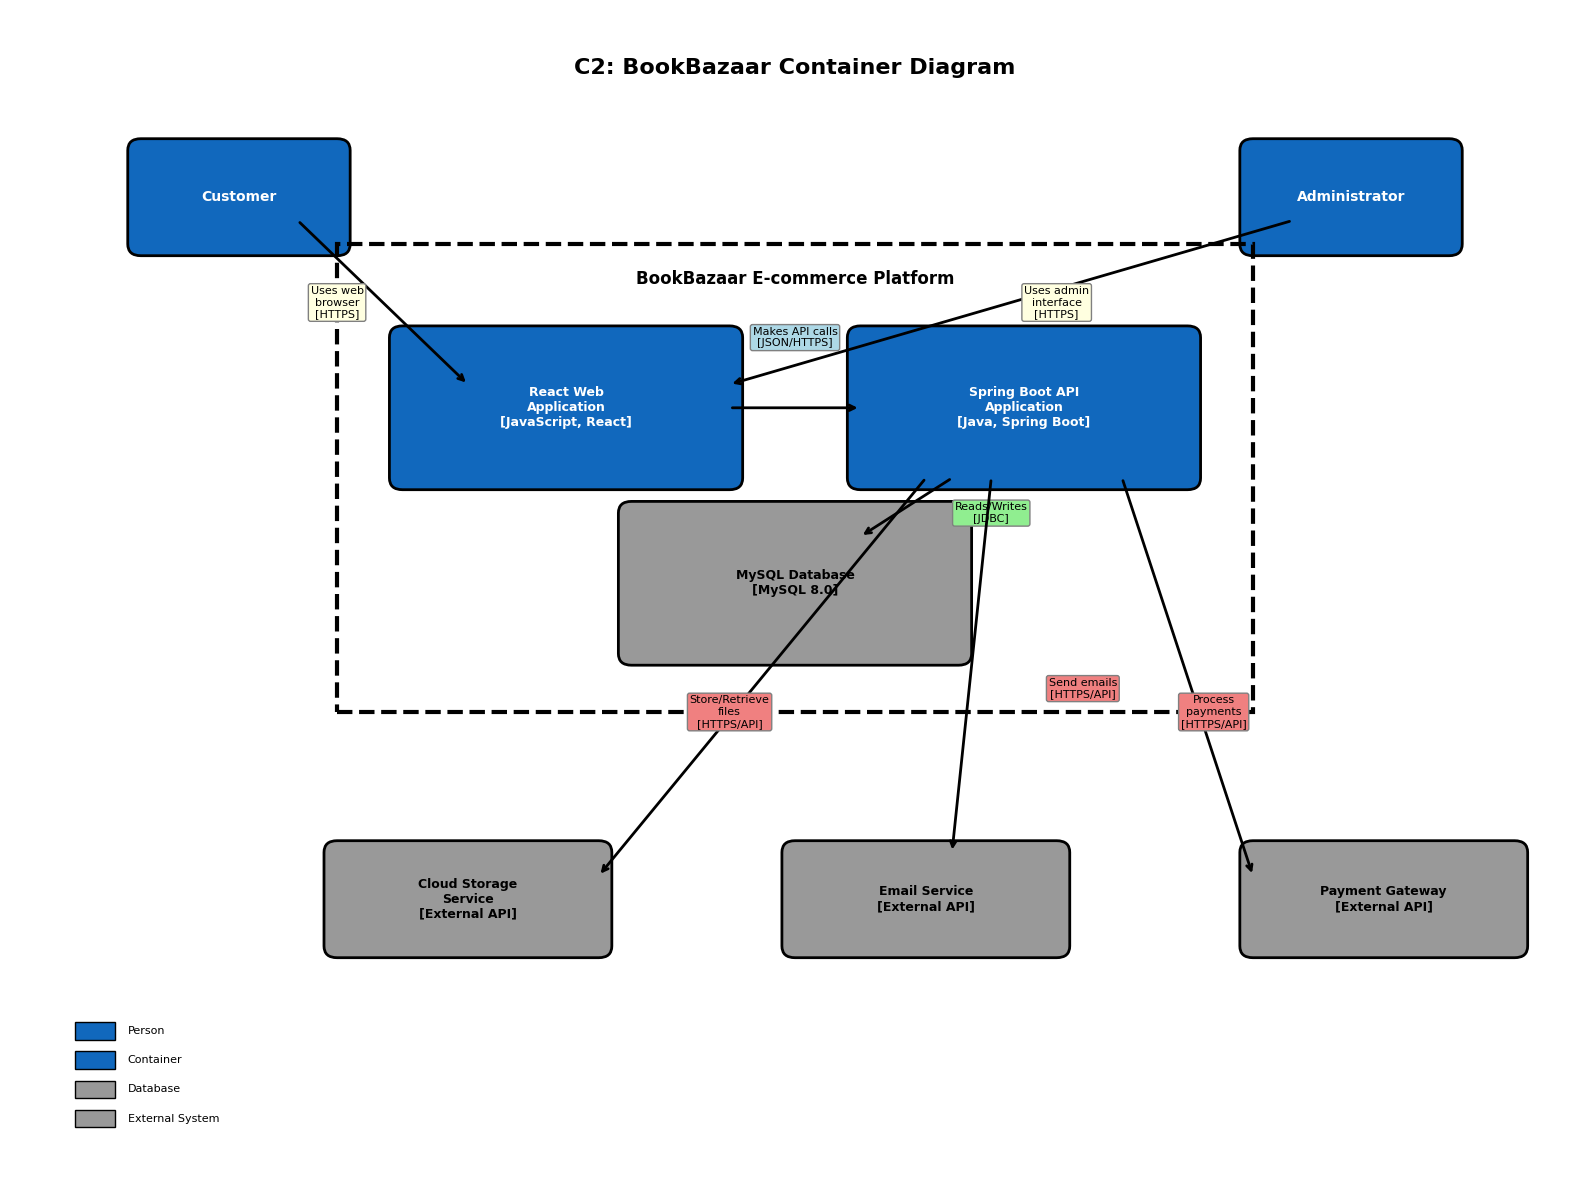 C2: BookBazaar Container Diagram
Customer
Administrator
BookBazaar E-commerce Platform
Uses web
browser
[HTTPS]
Uses admin
interface
[HTTPS]
Makes API calls
[JSON/HTTPS]
React Web
Application
[JavaScript, React]
Spring Boot API
Application
[Java, Spring Boot]
Reads/Writes
[JDBC]
MySQL Database
[MySQL 8.0]
Store/Retrieve
files
[HTTPS/API]
Send emails
[HTTPS/API]
Process
payments
[HTTPS/API]
Cloud Storage
Service
[External API]
Email Service
[External API]
Payment Gateway
[External API]
Person
Container
Database
External System